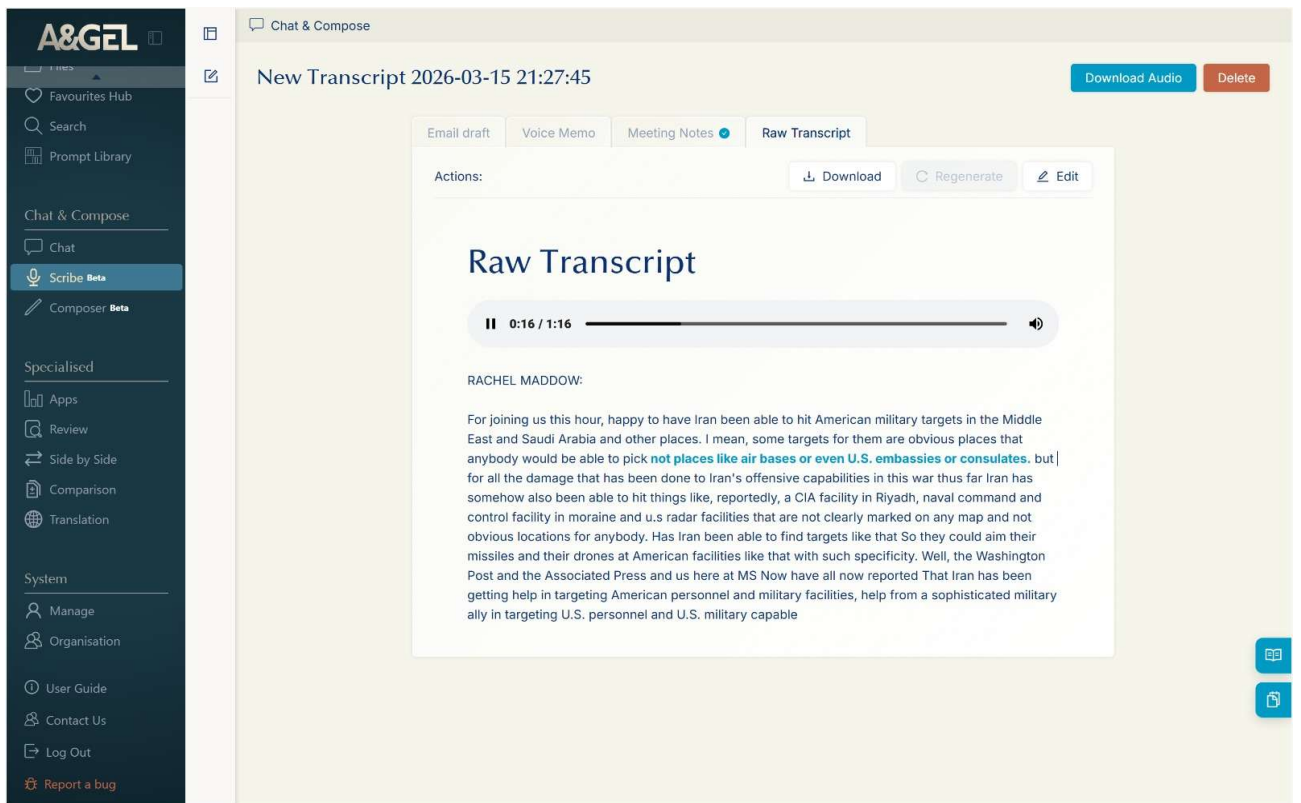 A&GEL
Files
Favourites Hub
Search
Prompt Library
Chat & Compose
Chat
Scribe Beta
Composer Beta
Specialised
Apps
Review
Side by Side
Comparison
Translation
System
Manage
Organisation
User Guide
Contact Us
Log Out
Report a bug
Chat & Compose
New Transcript 2026-03-15 21:27:45
Download Audio
Delete
Email draft
Voice Memo
Meeting Notes
Raw Transcript
Actions:
Download
Regenerate
Edit
Raw Transcript
0:16 / 1:16
RACHEL MADDOW:
For joining us this hour, happy to have Iran been able to hit American military targets in the Middle
East and Saudi Arabia and other places. I mean, some targets for them are obvious places that
anybody would be able to pick not places like air bases or even U.S. embassies or consulates. but
for all the damage that has been done to Iran's offensive capabilities in this war thus far Iran has
somehow also been able to hit things like, reportedly, a CIA facility in Riyadh, naval command and
control facility in moraine and u.s radar facilities that are not clearly marked on any map and not
obvious locations for anybody. Has Iran been able to find targets like that So they could aim their
missiles and their drones at American facilities like that with such specificity. Well, the Washington
Post and the Associated Press and us here at MS Now have all now reported That Iran has been
getting help in targeting American personnel and military facilities, help from a sophisticated military
ally in targeting U.S. personnel and U.S. military capable